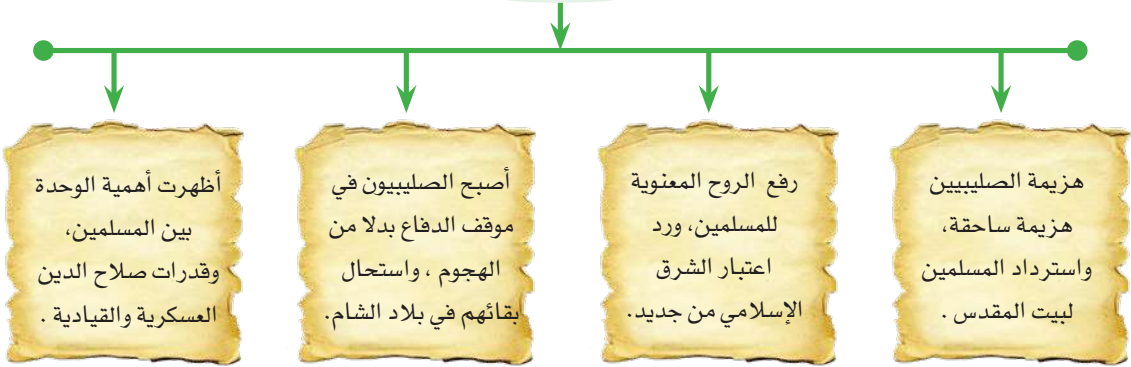 هزيمة الصليبيين
هزيمة ساحقة،
واسترداد المسلمين
لبيت المقدس .
رفع الروح المعنوية
للمسلمين، ورد
اعتبار الشرق
الإسلامي من جديد.
أصبح الصليبيون في
موقف الدفاع بدلا من
الهجوم ، واستحال
بقائهم في بلاد الشام.
أظهرت أهمية الوحدة
بين المسلمين،
وقدرات صلاح الدين
العسكرية والقيادية .